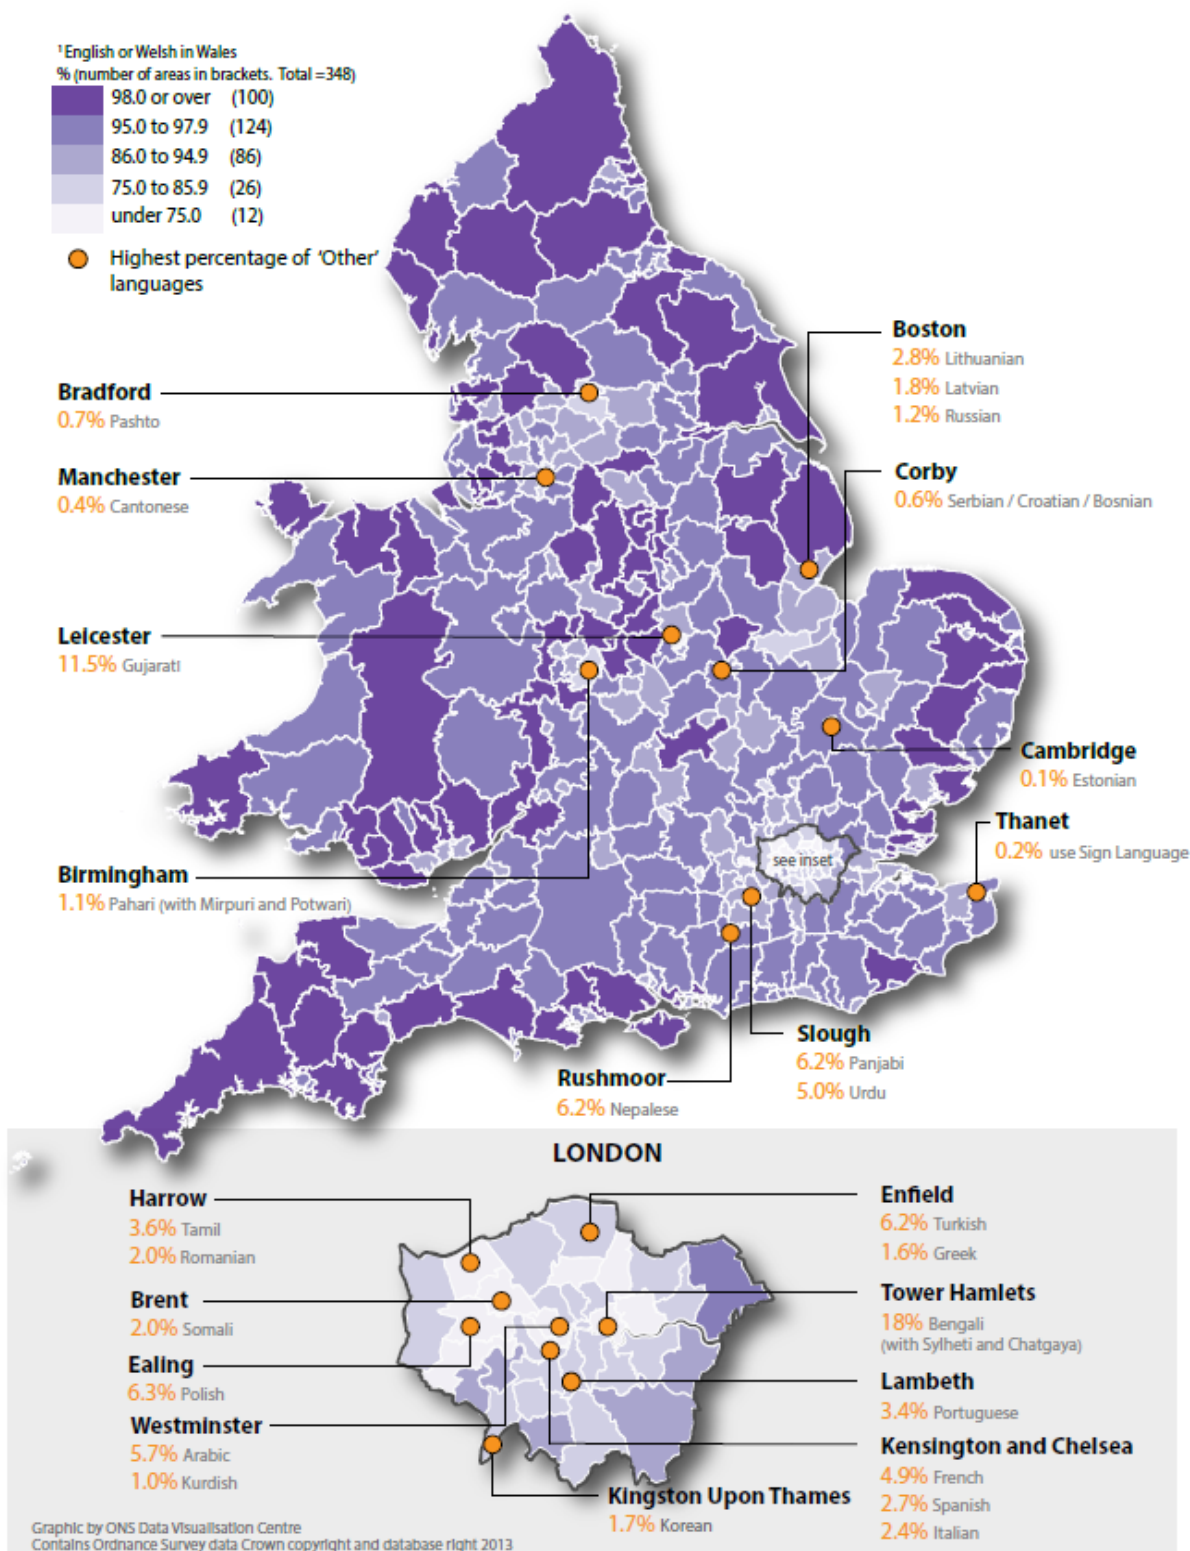 ¹English or Welsh in Wales
% (number of areas in brackets. Total =348)
98.0 or over (100)
95.0 to 97.9 (124)
86.0 to 94.9 (86)
75.0 to 85.9 (26)
under 75.0 (12)
Highest percentage of 'Other'
languages
Boston
2.8% Lithuanian
1.8% Latvian
1.2% Russian
Bradford
0.7% Pashto
Manchester
0.4% Cantonese
Corby
0.6% Serbian / Croatian / Bosnian
Leicester
11.5% Gujarati
Cambridge
0.1% Estonian
Thanet
0.2% use Sign Language
see inset
Birmingham
1.1% Pahari (with Mirpuri and Potwari)
Slough
6.2% Panjabi
5.0% Urdu
Rushmoor
6.2% Nepalese
LONDON
Harrow
3.6% Tamil
2.0% Romanian
Enfield
6.2% Turkish
1.6% Greek
Brent
2.0% Somali
Tower Hamlets
18% Bengali
(with Sylheti and Chatgaya)
Ealing
6.3% Polish
Lambeth
3.4% Portuguese
Westminster
5.7% Arabic
1.0% Kurdish
Kensington and Chelsea
4.9% French
2.7% Spanish
2.4% Italian
Kingston Upon Thames
1.7% Korean
Graphic by ONS Data Visualisation Centre
Contains Ordnance Survey data Crown copyright and database right 2013